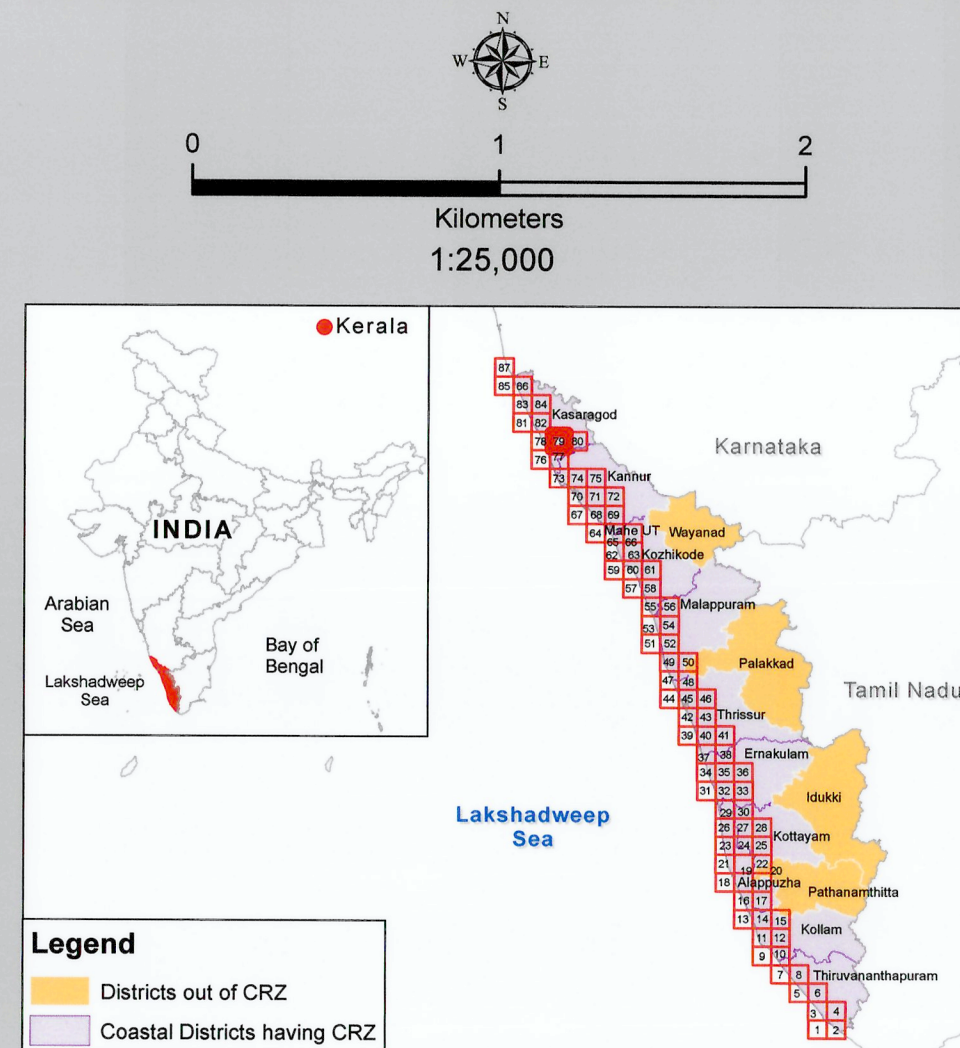 N
W E
S
0 1 2
Kilometers
1:25,000
Kerala
INDIA
Arabian
Sea
Bay of
Bengal
Lakshadweep
Sea
87
85 66
83 84
Kasaragod
81 82
78 79 80
Karnataka
76 77
73 74 75 Kannur
70 71 72
67 68 69
64 Mahe UT Wayanad
65 66
62 63 Kozhikode
59 60 61
57 58
55 56 Malappuram
53 54
51 52
49 50 Palakkad
47 48
Tamil Nadu
44 45 46
42 43 Thrissur
39 40 41
37 38 Ernakulam
34 35 36
31 32 33 Idukki
Lakshadweep
Sea
29 30
26 27 28
Kottayam
23 24 25
21 22
19 20
18 Alappuzha
Pathanamthitta
16 17
13 14 15
Kollam
11 12
9 10
7 8 Thiruvananthapuram
5 6
3 4
1 2
Legend
Districts out of CRZ
Coastal Districts having CRZ